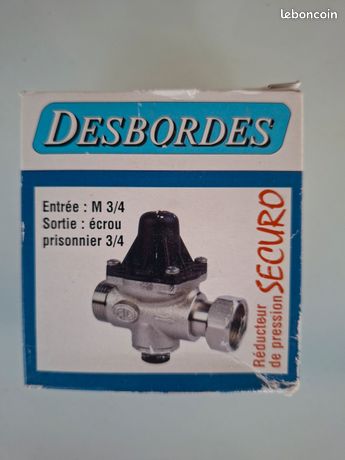 leboncoin
DESBORDES
Entrée : M 3/4
Sortie : écrou
prisonnier 3/4
Réducteur
de pression
SECURO